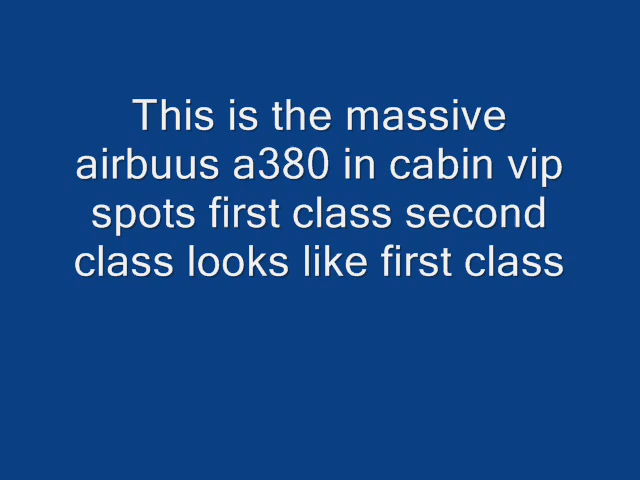 This is the massive
airbuus a380 in cabin vip
spots first class second
class looks like first class